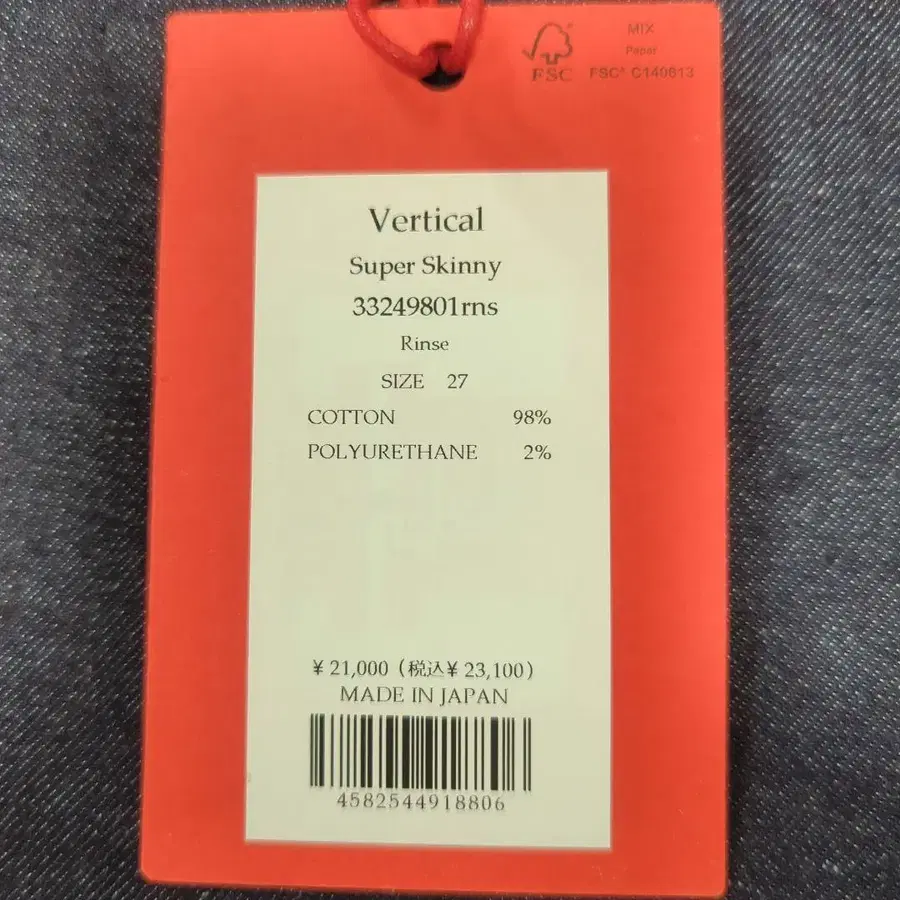 MIX
Paper
FSC FSC® C140613
Vertical
Super Skinny
33249801rns
Rinse
SIZE 27
COTTON 98%
POLYURETHANE 2%
¥ 21,000 (税込¥ 23,100)
MADE IN JAPAN
4582544918806